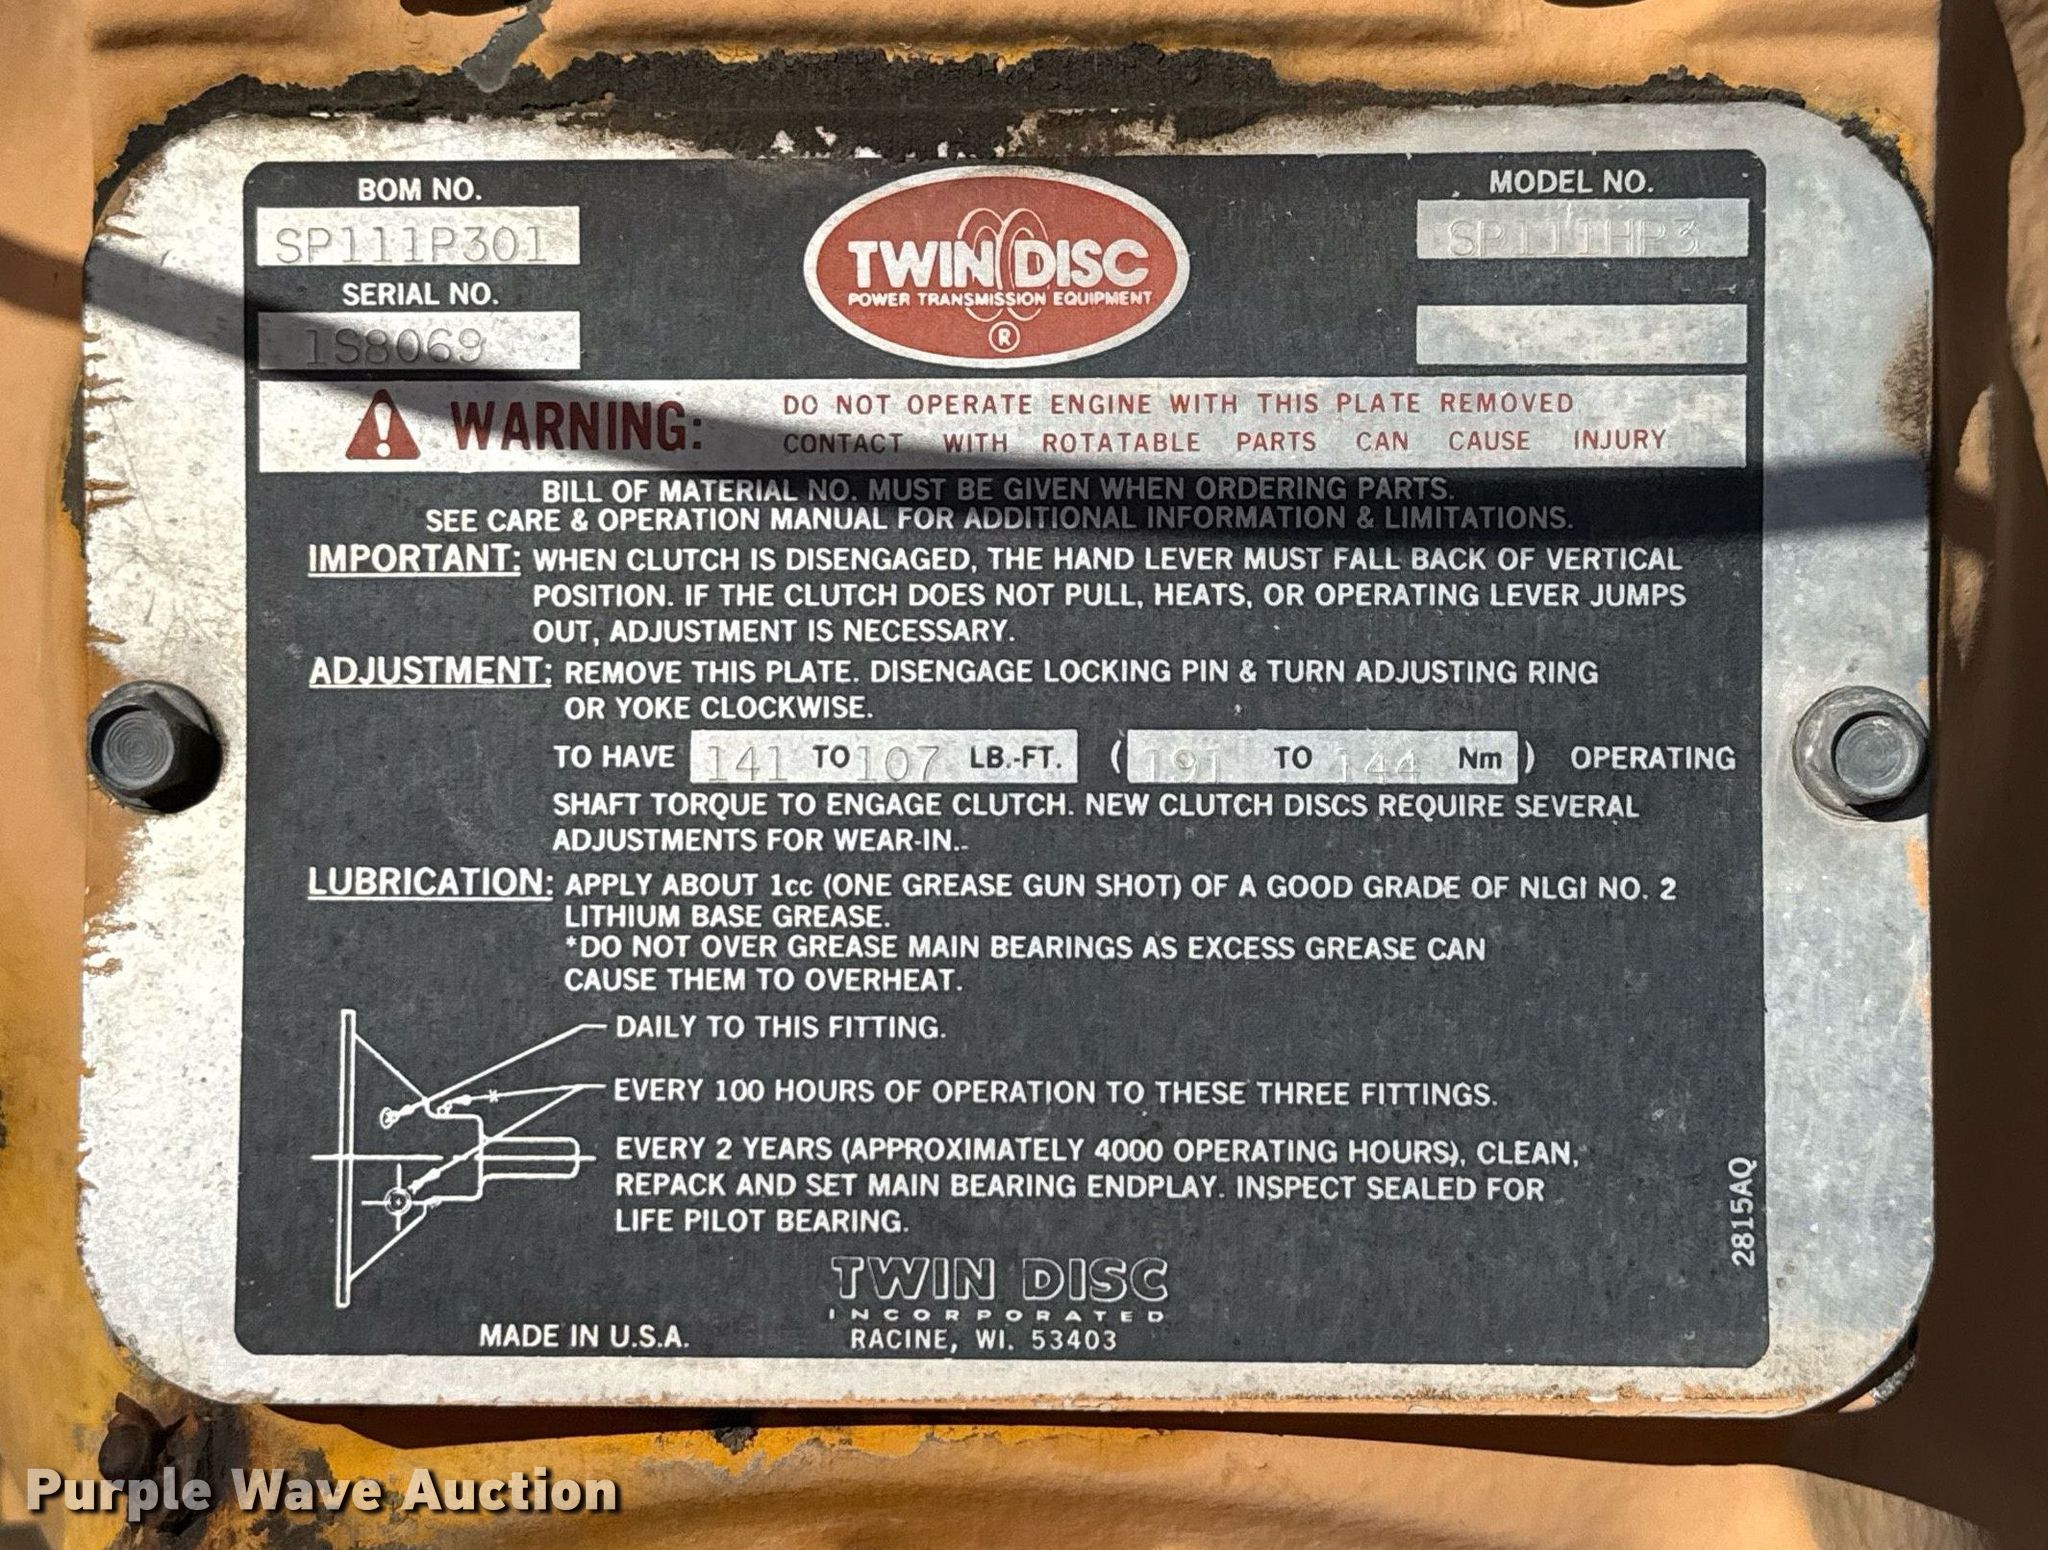 BOM NO.
SP111P301
SERIAL NO.
1S8069
TWIN DISC
POWER TRANSMISSION EQUIPMENT
®
MODEL NO.
SP111HP3
WARNING: DO NOT OPERATE ENGINE WITH THIS PLATE REMOVED.
CONTACT WITH ROTATABLE PARTS CAN CAUSE INJURY.
BILL OF MATERIAL NO. MUST BE GIVEN WHEN ORDERING PARTS.
SEE CARE & OPERATION MANUAL FOR ADDITIONAL INFORMATION & LIMITATIONS.
IMPORTANT: WHEN CLUTCH IS DISENGAGED, THE HAND LEVER MUST FALL BACK OF VERTICAL
POSITION. IF THE CLUTCH DOES NOT PULL, HEATS, OR OPERATING LEVER JUMPS
OUT, ADJUSTMENT IS NECESSARY.
ADJUSTMENT: REMOVE THIS PLATE. DISENGAGE LOCKING PIN & TURN ADJUSTING RING
OR YOKE CLOCKWISE.
TO HAVE 141 TO 107 LB.-FT. ( 191 TO 144 Nm ) OPERATING
SHAFT TORQUE TO ENGAGE CLUTCH. NEW CLUTCH DISCS REQUIRE SEVERAL
ADJUSTMENTS FOR WEAR-IN..
LUBRICATION: APPLY ABOUT 1cc (ONE GREASE GUN SHOT) OF A GOOD GRADE OF NLGI NO. 2
LITHIUM BASE GREASE.
*DO NOT OVER GREASE MAIN BEARINGS AS EXCESS GREASE CAN
CAUSE THEM TO OVERHEAT.
DAILY TO THIS FITTING.
* EVERY 100 HOURS OF OPERATION TO THESE THREE FITTINGS.
EVERY 2 YEARS (APPROXIMATELY 4000 OPERATING HOURS), CLEAN,
REPACK AND SET MAIN BEARING ENDPLAY. INSPECT SEALED FOR
LIFE PILOT BEARING.
2815AQ
TWIN DISC
INCORPORATED
MADE IN U.S.A. RACINE, WI. 53403
Purple Wave Auction